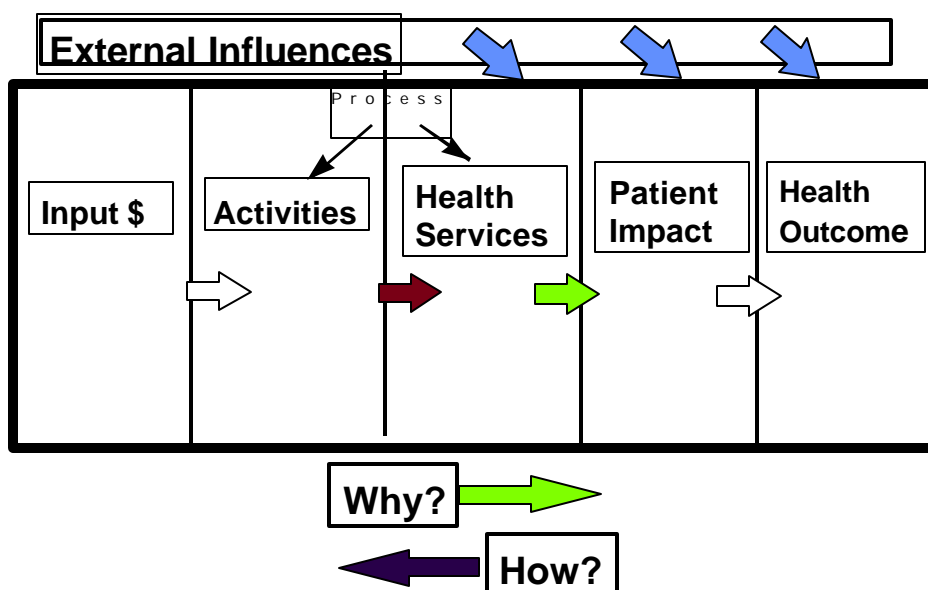 External Influences
Process
Input $
Activities
Health
Services
Patient
Impact
Health
Outcome
Why?
How?